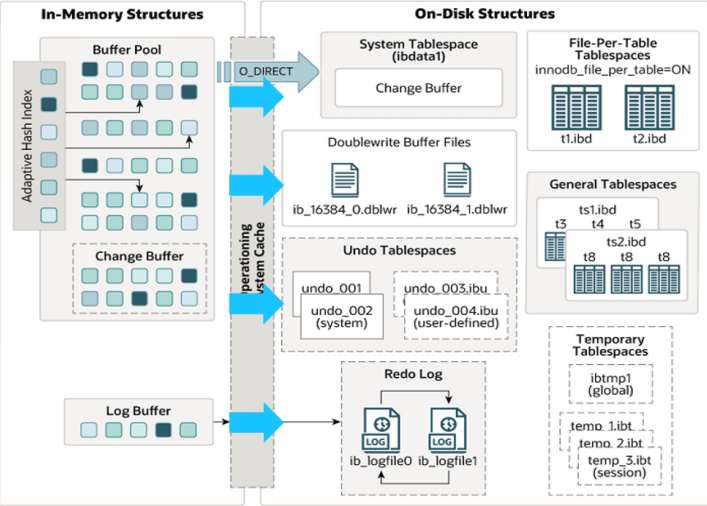 In-Memory Structures
On-Disk Structures
Buffer Pool
Adaptive Hash Index
Change Buffer
Log Buffer
Operationing
System Cache
O_DIRECT
System Tablespace
(ibdata1)
Change Buffer
Doublewrite Buffer Files
ib_16384_0.dblwr
ib_16384_1.dblwr
Undo Tablespaces
undo_001
undo_002
(system)
undo_003.ibu
undo_004.ibu
(user-defined)
Redo Log
LOG
LOG
ib_logfile0
ib_logfile1
File-Per-Table
Tablespaces
innodb_file_per_table=ON
t1.ibd
t2.ibd
General Tablespaces
ts1.ibd
t3 t4 t5
ts2.ibd
t8 t8 t8
Temporary
Tablespaces
ibtmp1
(global)
temp_1.ibt
temp_2.ibt
temp_3.ibt
(session)